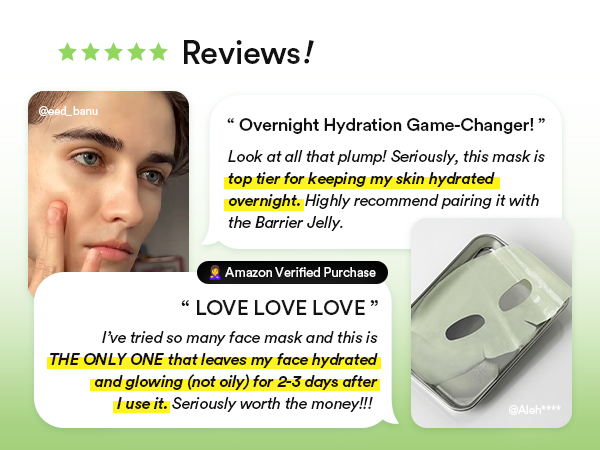 Reviews!
@eed_banu
“ Overnight Hydration Game-Changer! ”
Look at all that plump! Seriously, this mask is
top tier for keeping my skin hydrated
overnight. Highly recommend pairing it with
the Barrier Jelly.
Amazon Verified Purchase
“ LOVE LOVE LOVE ”
I’ve tried so many face mask and this is
THE ONLY ONE that leaves my face hydrated
and glowing (not oily) for 2-3 days after
I use it. Seriously worth the money!!!
@Aleh****